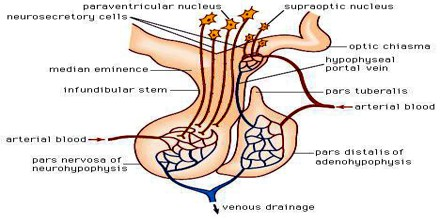 paraventricular nucleus
supraoptic nucleus
neurosecretory cells
optic chiasma
hypophyseal
portal vein
median eminence
infundibular stem
pars tuberalis
arterial blood
arterial blood
pars nervosa of
neurohypophysis
pars distalis of
adenohypophysis
venous drainage